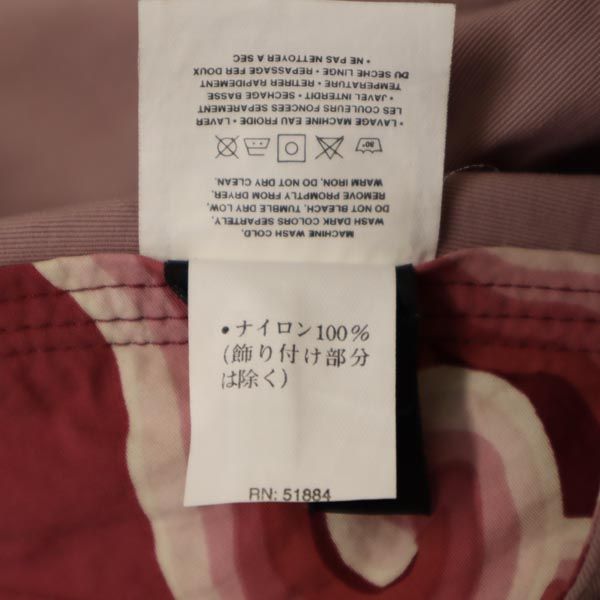 MACHINE WASH COLD,
WASH DARK COLORS SEPARTELY,
DO NOT BLEACH, TUMBLE DRY LOW,
REMOVE PROMPTLY FROM DRYER,
WARM IRON, DO NOT DRY CLEAN.
• LAVAGE MACHINE EAU FROIDE • LAVER
LES COULEURS FONCEES SEPAREMENT
• JAVEL INTERDIT • SECHAGE BASSE
TEMPERATURE • RETIRER RAPIDEMENT
DU SECHE LINGE • REPASSAGE FER DOUX
• NE PAS NETTOYER A SEC
• ナイロン 100%
(飾り付け部分
は除く)
RN: 51884